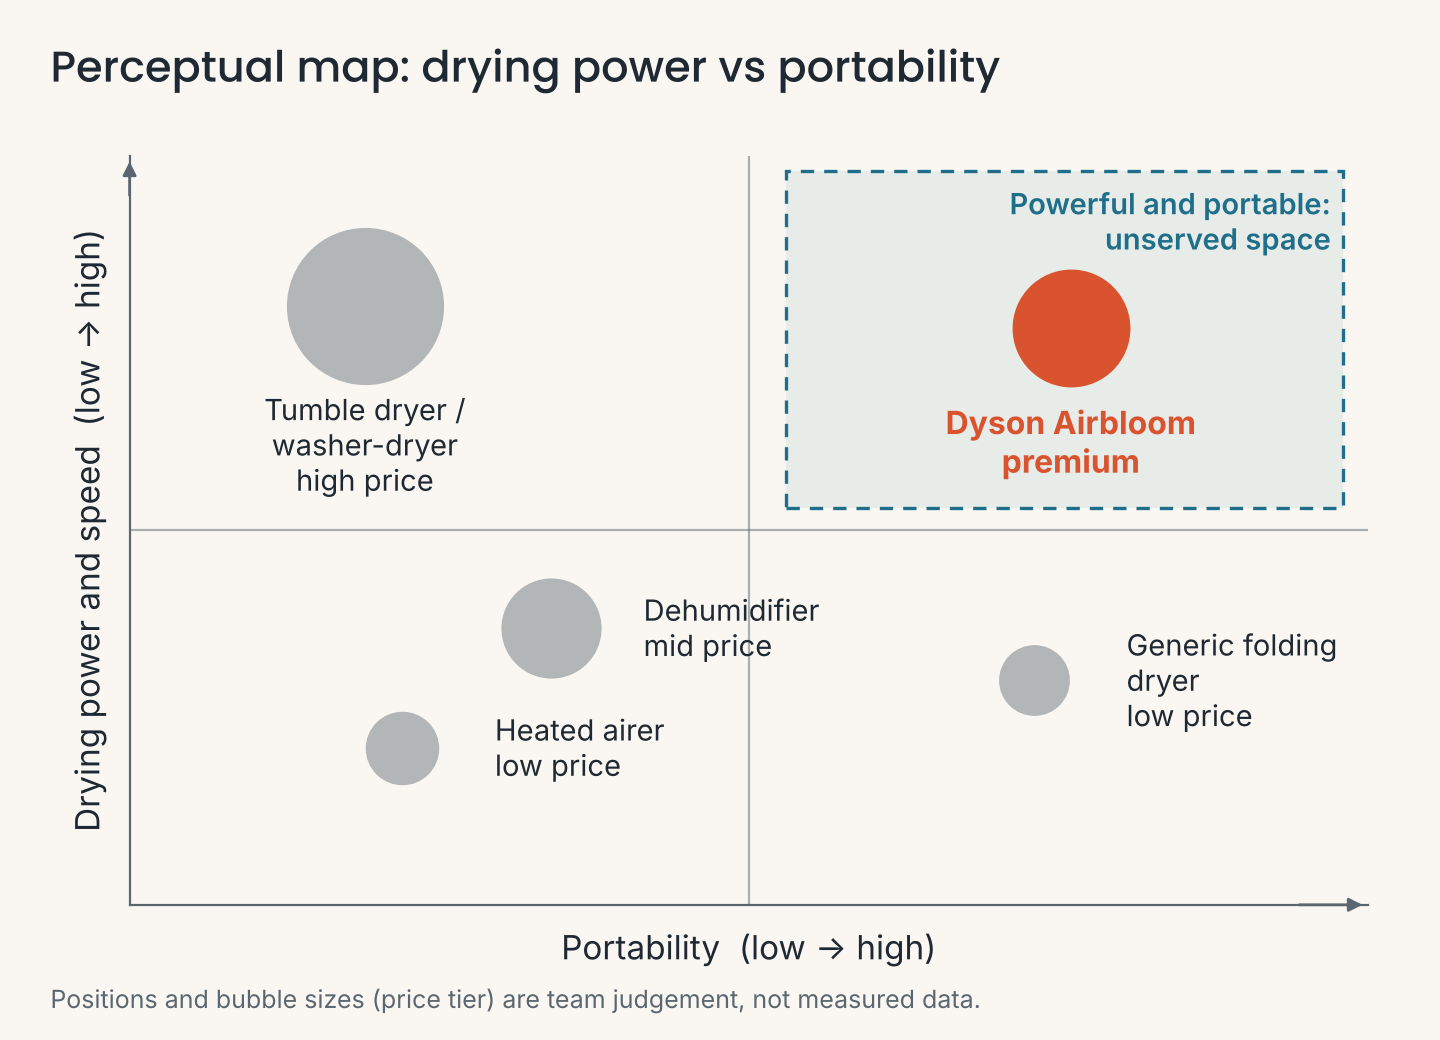 Perceptual map: drying power vs portability
Powerful and portable:
unserved space
Drying power and speed (low → high)
Tumble dryer /
washer-dryer
high price
Dyson Airbloom
premium
Dehumidifier
mid price
Generic folding
dryer
low price
Heated airer
low price
Portability (low → high)
Positions and bubble sizes (price tier) are team judgement, not measured data.